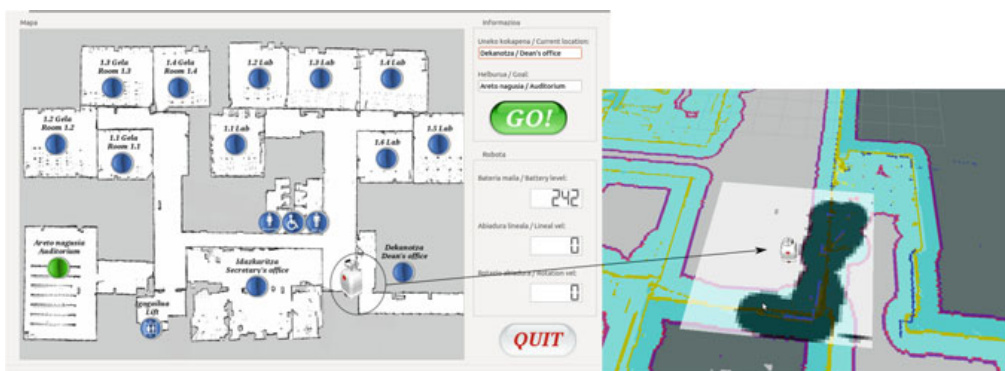 Mapa
1.3 Gela
Room 1.3
1.4 Gela
Room 1.4
1.2 Lab
1.3 Lab
1.4 Lab
1.2 Gela
Room 1.2
1.1 Gela
Room 1.1
1.1 Lab
1.6 Lab
1.5 Lab
Areto nagusia
Auditorium
Idazkaritza
Secretary's office
Dekanotza
Dean's office
Lift
Informazioa
Uneko kokapena / Current location:
Dekanotza / Dean's office
Helburua / Goal:
Areto nagusia / Auditorium
GO!
Robota
Bateria maila / Battery level:
242
Abiadura lineala / Lineal vel:
0
Rotazio abiadura / Rotation vel:
0
QUIT